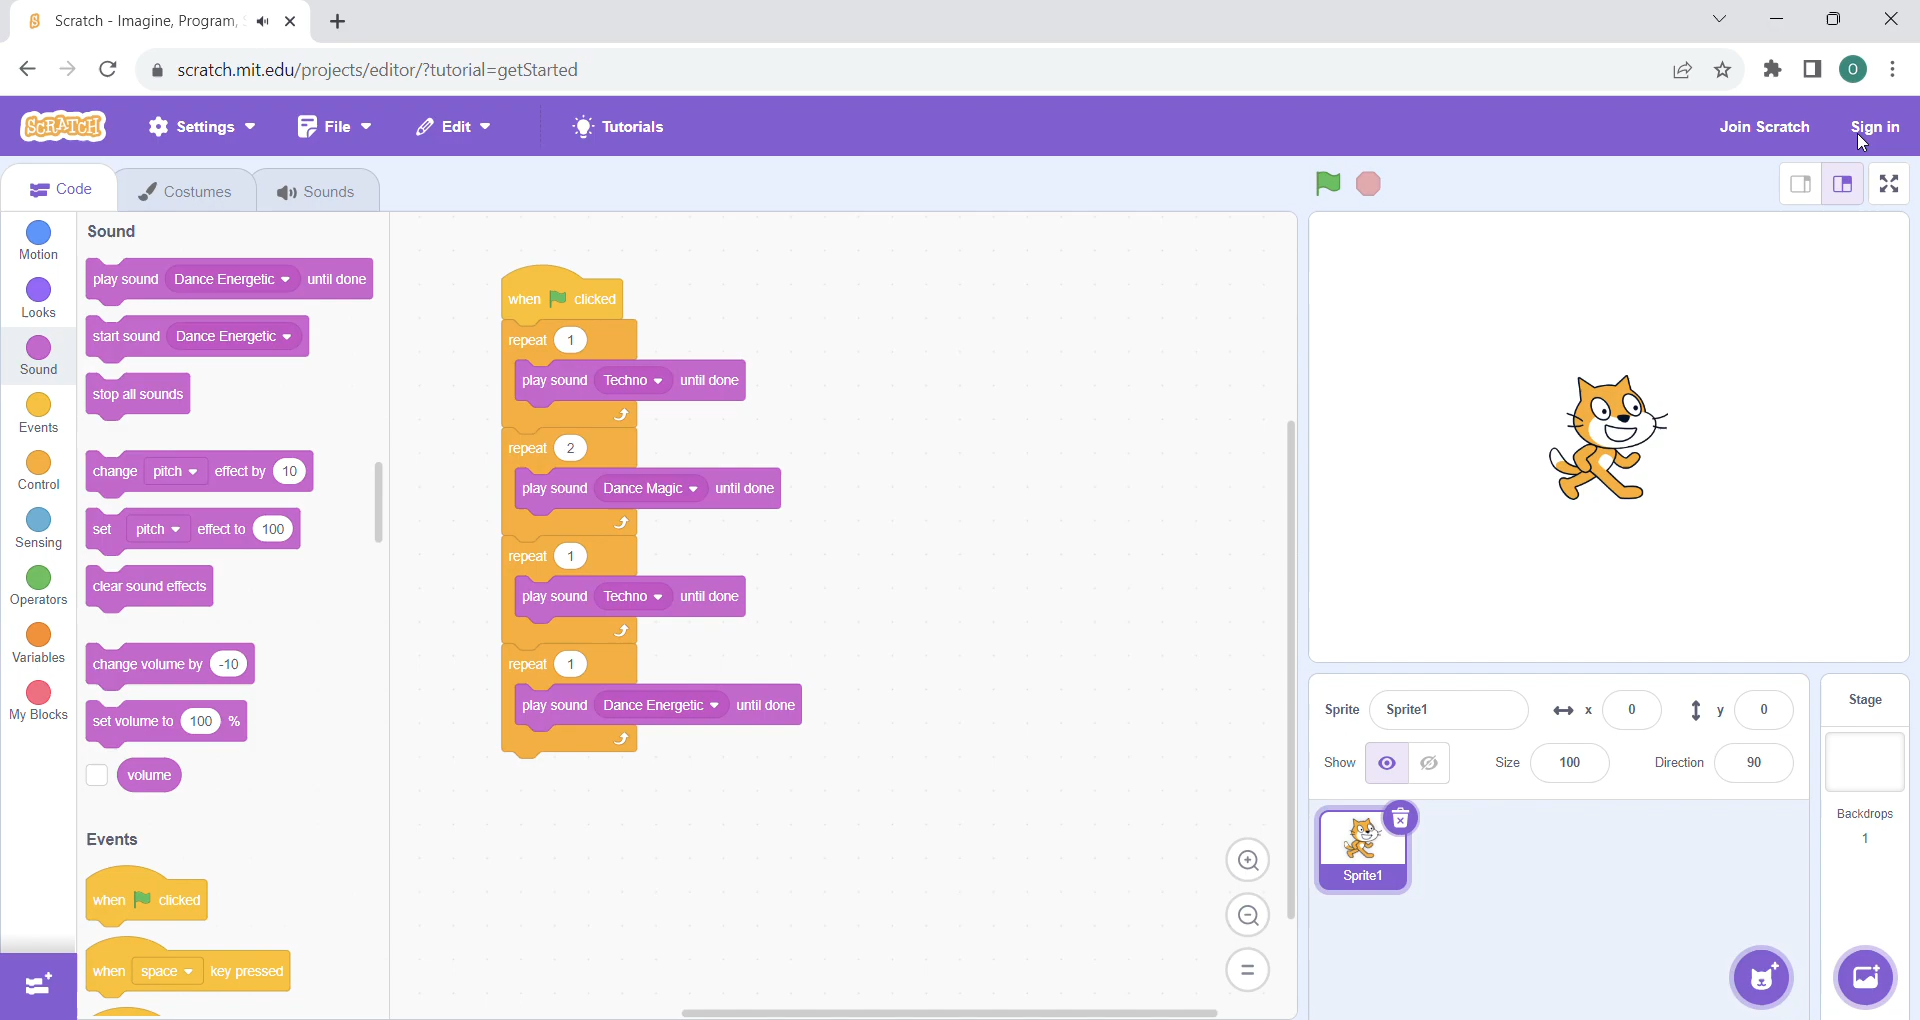 Scratch - Imagine, Program,
scratch.mit.edu/projects/editor/?tutorial=getStarted
O
SCRATCH Settings File Edit Tutorials Join Scratch Sign in
Code Costumes Sounds
Motion
Looks
Sound
Events
Control
Sensing
Operators
Variables
My Blocks
Sound
play sound Dance Energetic until done
start sound Dance Energetic
stop all sounds
change pitch effect by 10
set pitch effect to 100
clear sound effects
change volume by -10
set volume to 100 %
volume
Events
when clicked
when space key pressed
when clicked
repeat 1
play sound Techno until done
repeat 2
play sound Dance Magic until done
repeat 1
play sound Techno until done
repeat 1
play sound Dance Energetic until done
Sprite Sprite1 x 0 y 0
Show Size 100 Direction 90
Sprite1
Stage
Backdrops
1